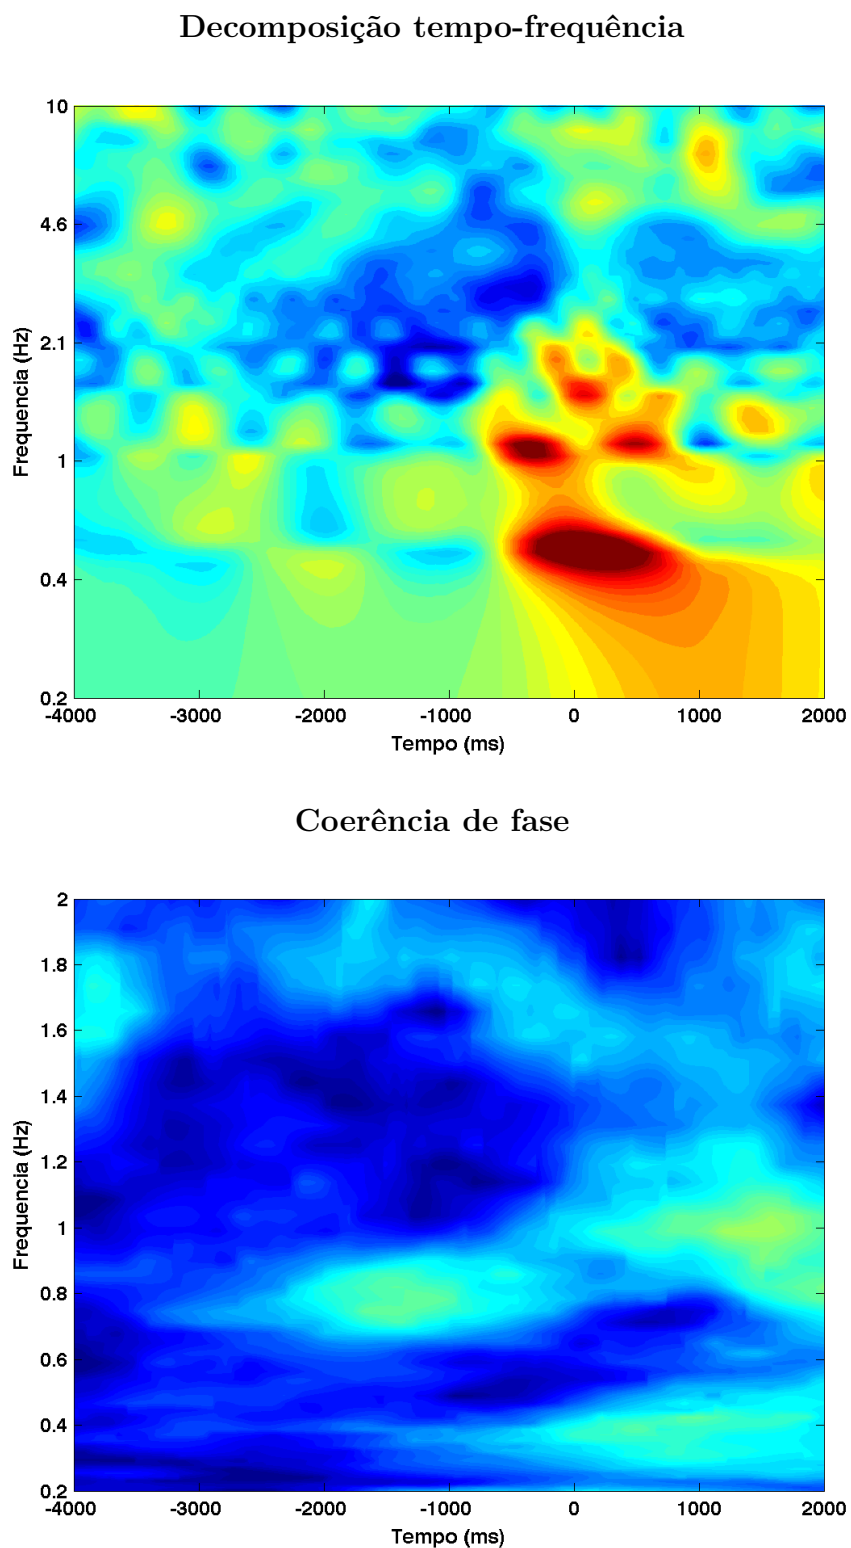 Decomposição tempo-frequência
10
4.6
2.1
1
0.4
0.2
Frequencia (Hz)
-4000 -3000 -2000 -1000 0 1000 2000
Tempo (ms)
Coerência de fase
2
1.8
1.6
1.4
1.2
1
0.8
0.6
0.4
0.2
Frequencia (Hz)
-4000 -3000 -2000 -1000 0 1000 2000
Tempo (ms)